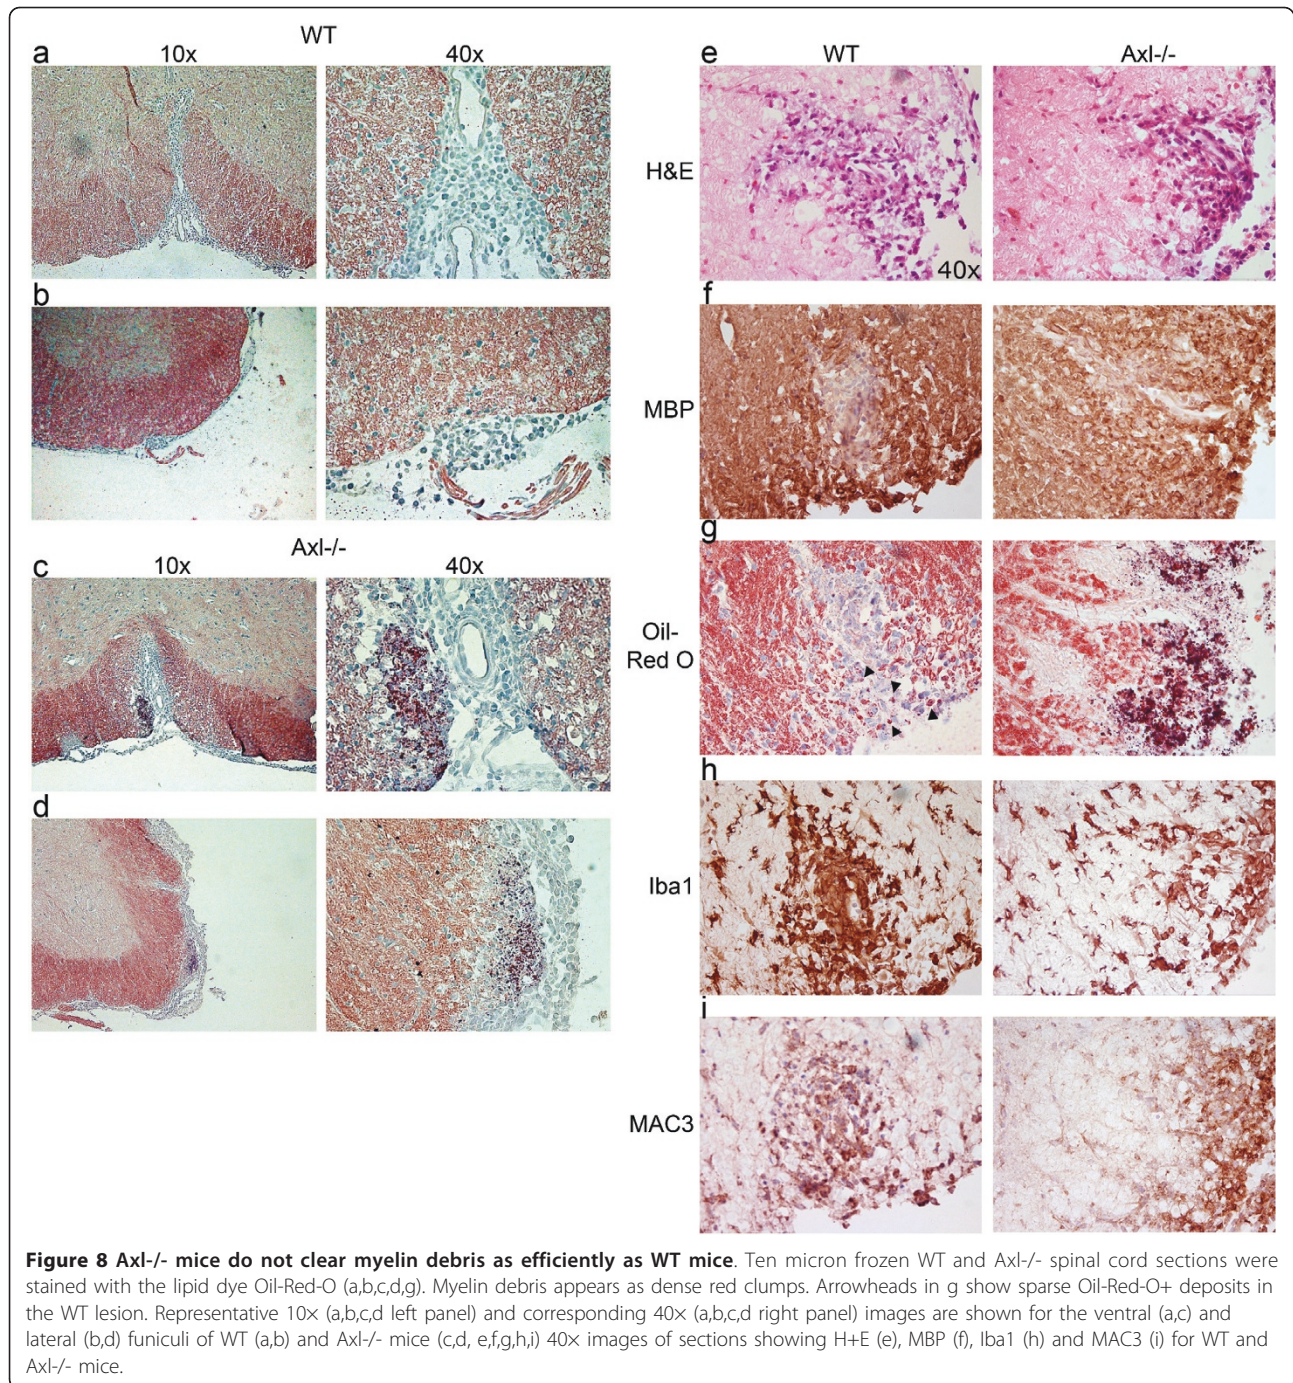 WT
a
10x
40x
b
Axl-/-
c
10x
40x
d
e
WT
Axl-/-
H&E
40x
f
MBP
g
Oil-
Red O
h
Iba1
i
MAC3
Figure 8 Axl-/- mice do not clear myelin debris as efficiently as WT mice. Ten micron frozen WT and Axl-/- spinal cord sections were
stained with the lipid dye Oil-Red-O (a,b,c,d,g). Myelin debris appears as dense red clumps. Arrowheads in g show sparse Oil-Red-O+ deposits in
the WT lesion. Representative 10× (a,b,c,d left panel) and corresponding 40× (a,b,c,d right panel) images are shown for the ventral (a,c) and
lateral (b,d) funiculi of WT (a,b) and Axl-/- mice (c,d, e,f,g,h,i) 40× images of sections showing H+E (e), MBP (f), Iba1 (h) and MAC3 (i) for WT and
Axl-/- mice.